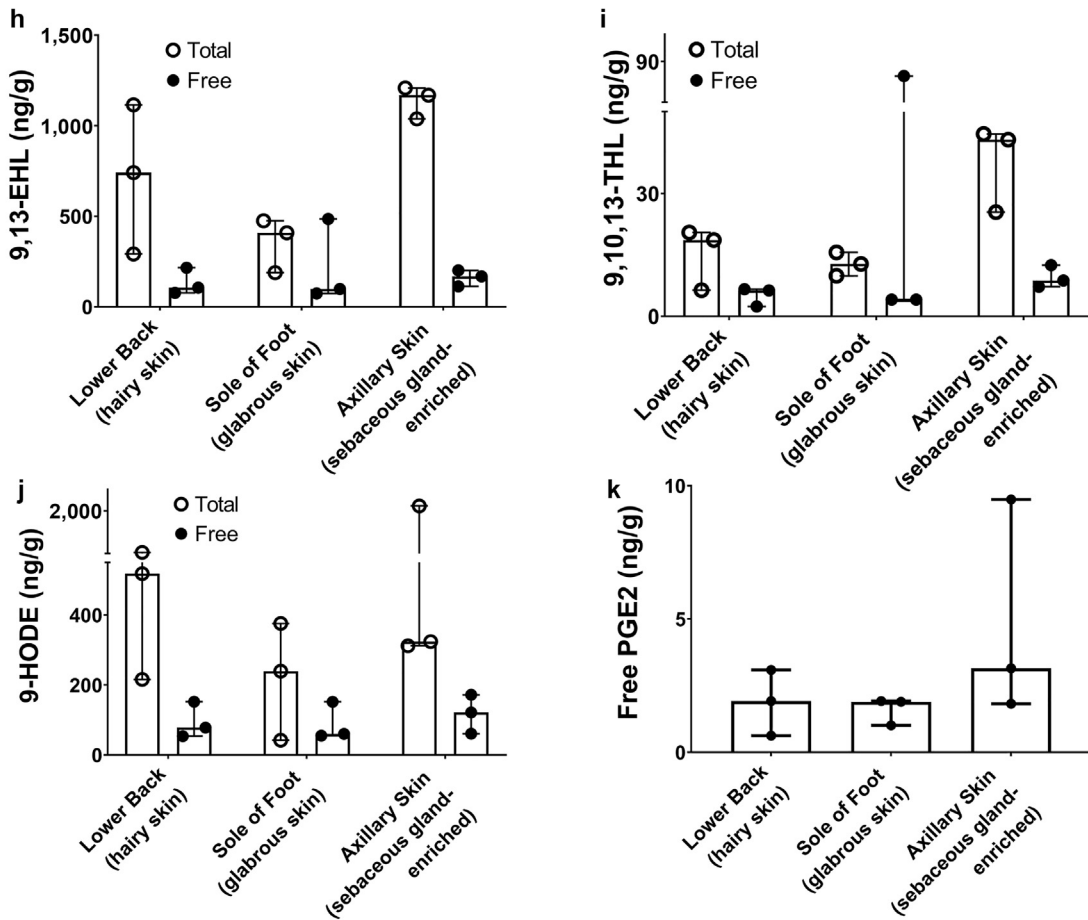 h
9,13-EHL (ng/g)
1,500
1,000
500
0
Total
Free
Lower Back
(hairy skin)
Sole of Foot
(glabrous skin)
Axillary Skin
(sebaceous gland-
enriched)
i
9,10,13-THL (ng/g)
90
30
0
Total
Free
Lower Back
(hairy skin)
Sole of Foot
(glabrous skin)
Axillary Skin
(sebaceous gland-
enriched)
j
9-HODE (ng/g)
2,000
400
200
0
Total
Free
Lower Back
(hairy skin)
Sole of Foot
(glabrous skin)
Axillary Skin
(sebaceous gland-
enriched)
k
Free PGE2 (ng/g)
10
5
0
Lower Back
(hairy skin)
Sole of Foot
(glabrous skin)
Axillary Skin
(sebaceous gland-
enriched)